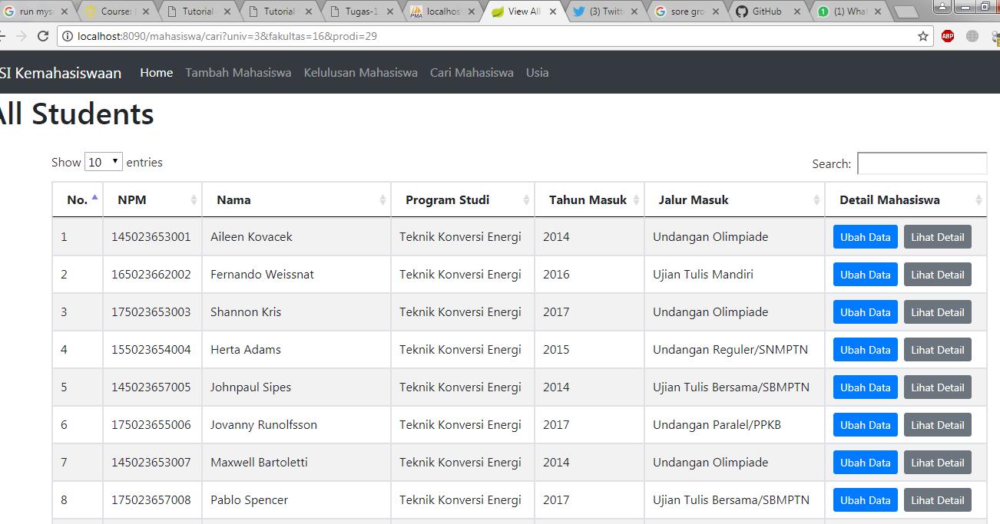 run mys Course: Tutorial Tutorial Tugas-1 localhos View All (3) Twitt sore gro GitHub (1) Wha
localhost:8090/mahasiswa/cari?univ=3&fakultas=16&prodi=29
SI Kemahasiswaan Home Tambah Mahasiswa Kelulusan Mahasiswa Cari Mahasiswa Usia
All Students
Show 10 entries Search:
No. NPM Nama Program Studi Tahun Masuk Jalur Masuk Detail Mahasiswa
1 145023653001 Aileen Kovacek Teknik Konversi Energi 2014 Undangan Olimpiade Ubah Data Lihat Detail
2 165023662002 Fernando Weissnat Teknik Konversi Energi 2016 Ujian Tulis Mandiri Ubah Data Lihat Detail
3 175023653003 Shannon Kris Teknik Konversi Energi 2017 Undangan Olimpiade Ubah Data Lihat Detail
4 155023654004 Herta Adams Teknik Konversi Energi 2015 Undangan Reguler/SNMPTN Ubah Data Lihat Detail
5 145023657005 Johnpaul Sipes Teknik Konversi Energi 2014 Ujian Tulis Bersama/SBMPTN Ubah Data Lihat Detail
6 175023655006 Jovanny Runolfsson Teknik Konversi Energi 2017 Undangan Paralel/PPKB Ubah Data Lihat Detail
7 145023653007 Maxwell Bartoletti Teknik Konversi Energi 2014 Undangan Olimpiade Ubah Data Lihat Detail
8 175023657008 Pablo Spencer Teknik Konversi Energi 2017 Ujian Tulis Bersama/SBMPTN Ubah Data Lihat Detail